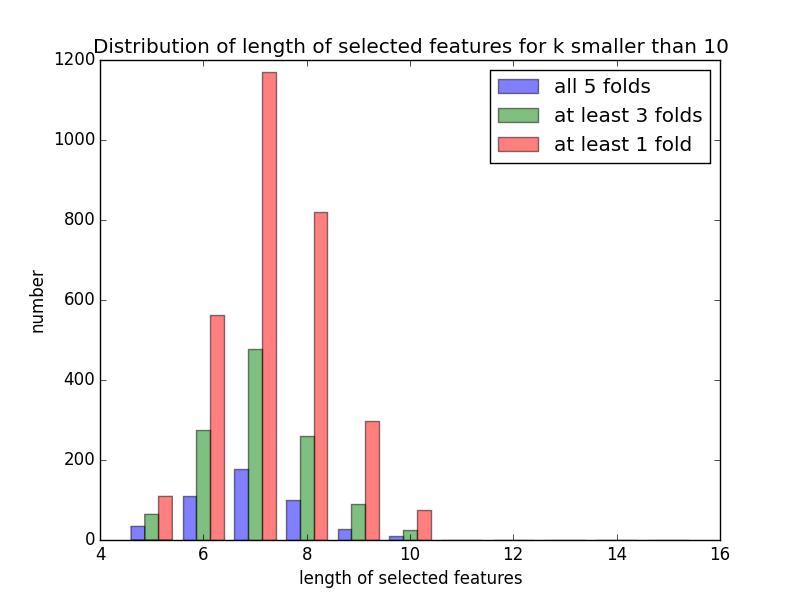 Distribution of length of selected features for k smaller than 10
all 5 folds
at least 3 folds
at least 1 fold
number
1200
1000
800
600
400
200
0
4 6 8 10 12 14 16
length of selected features